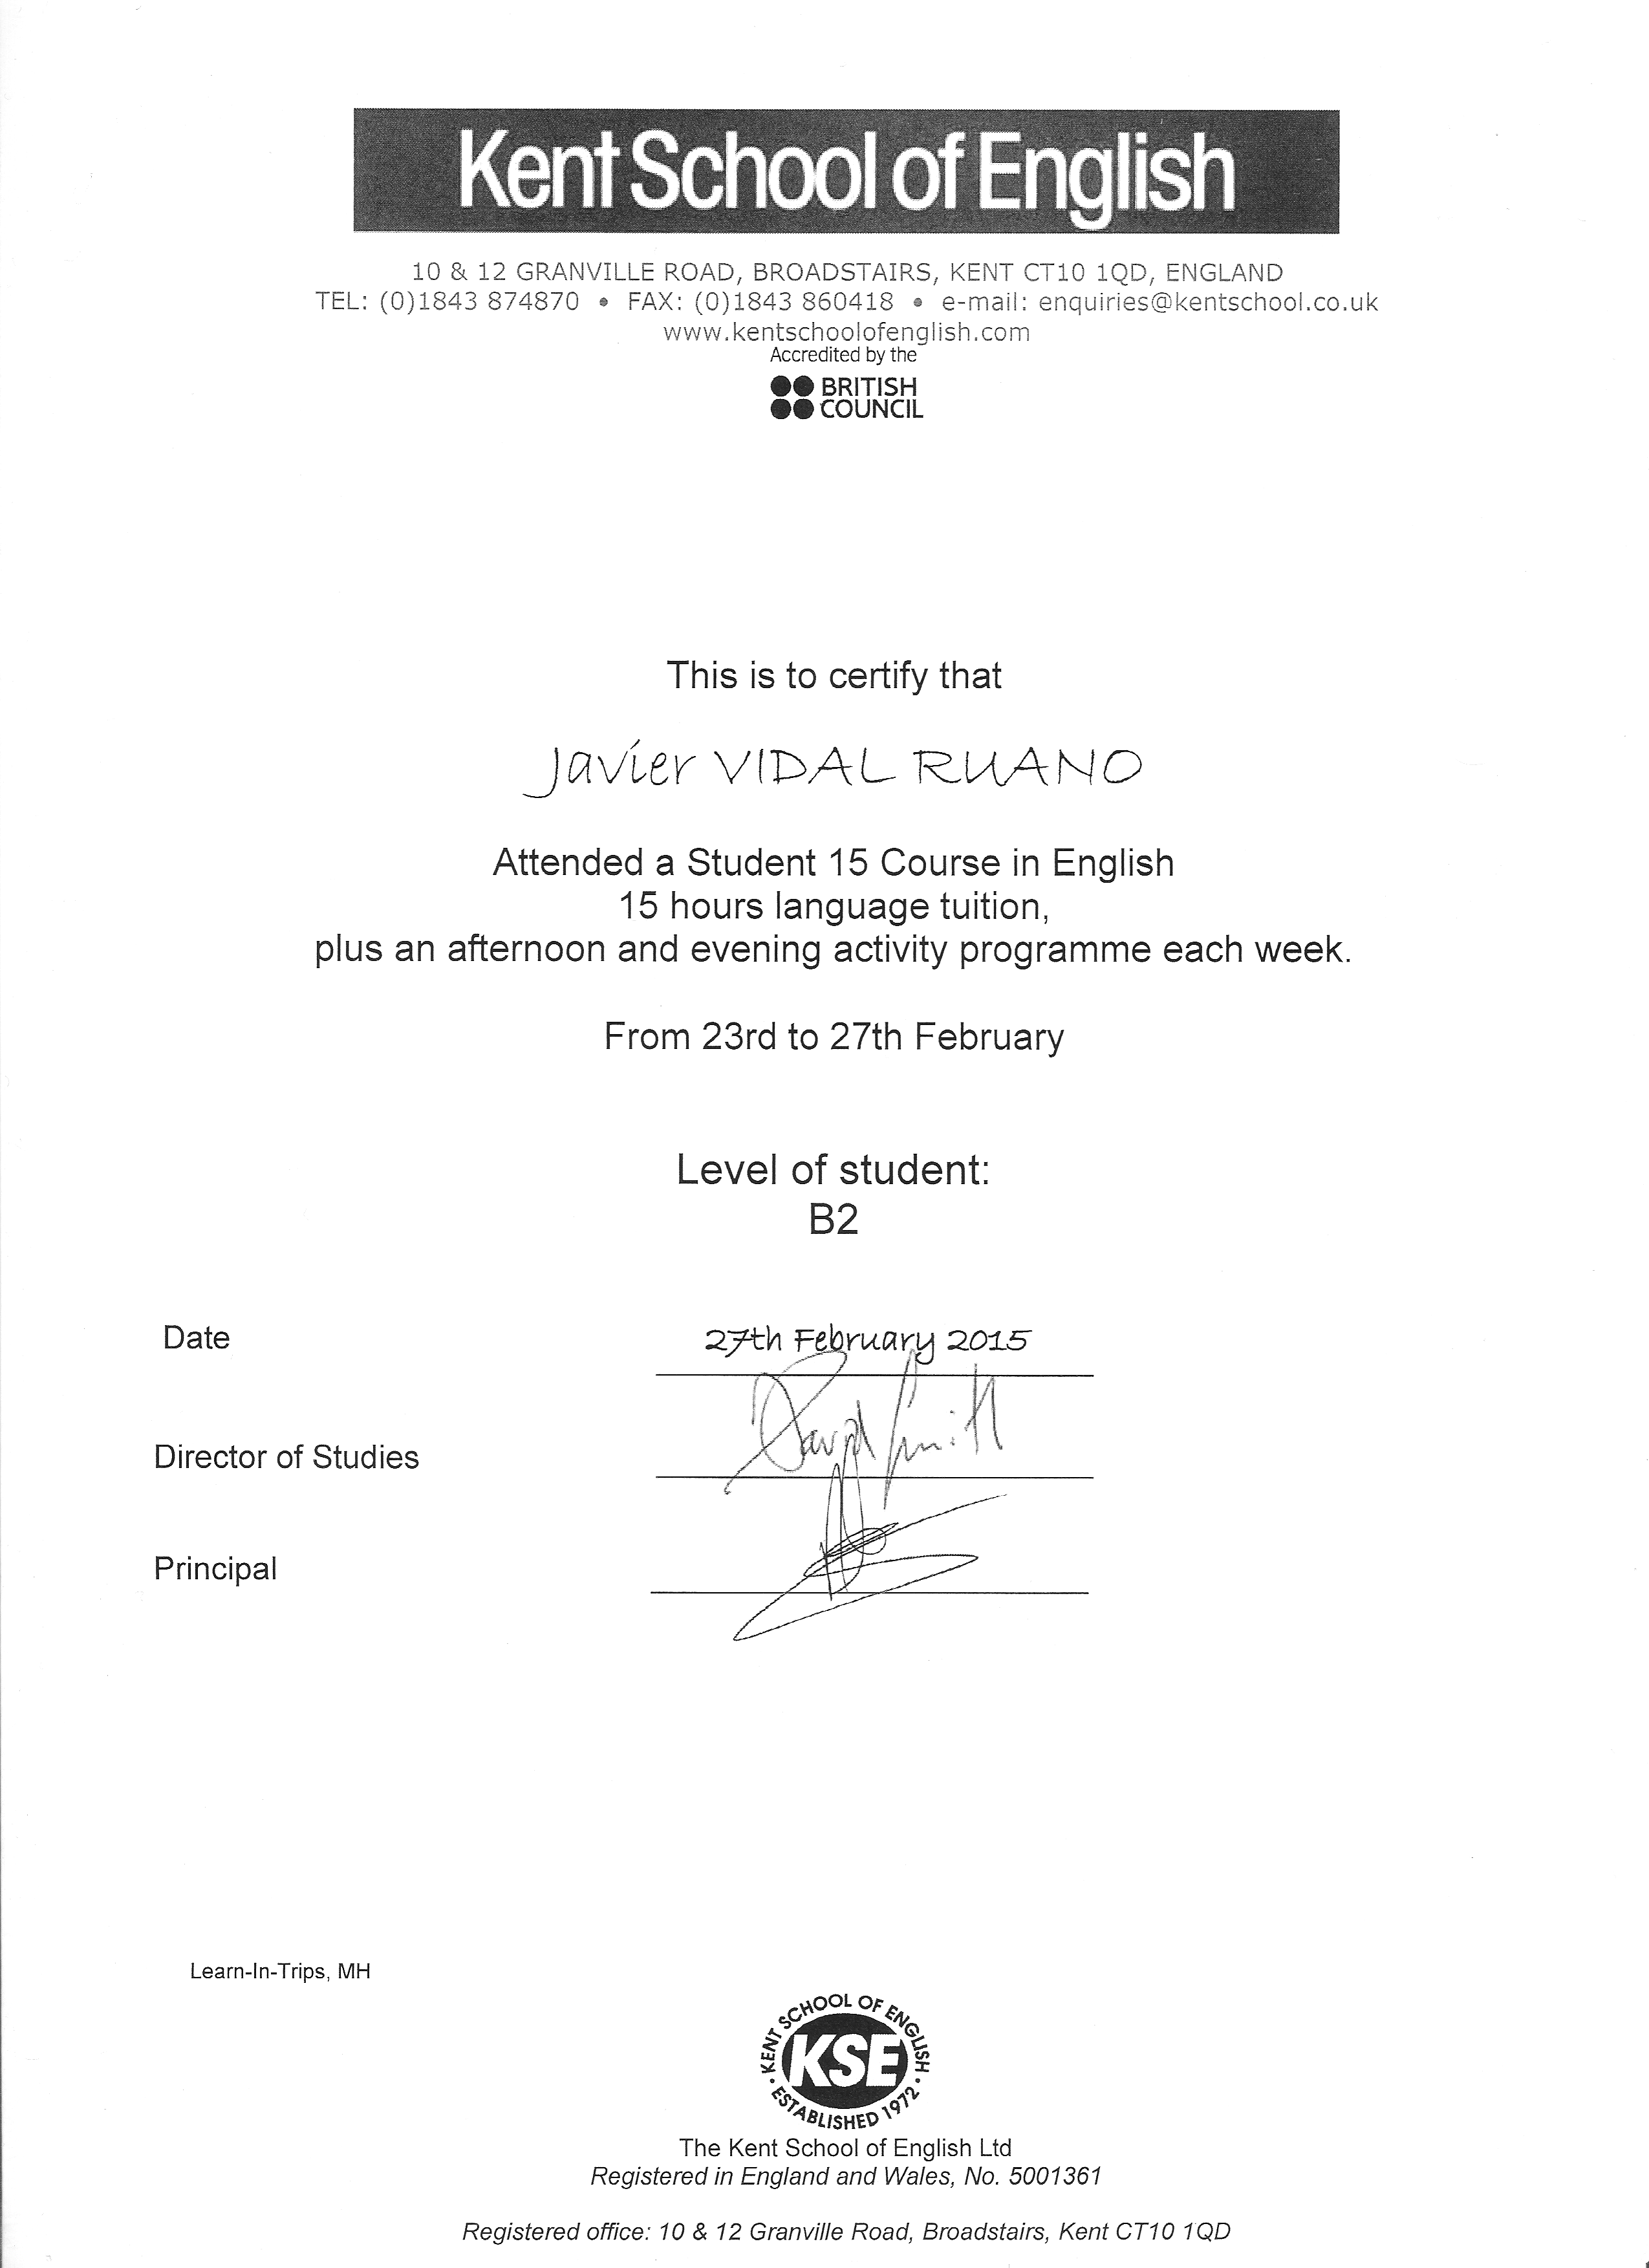 Kent School of English
10 & 12 GRANVILLE ROAD, BROADSTAIRS, KENT CT10 1QD, ENGLAND
TEL: (0)1843 874870 • FAX: (0)1843 860418 • e-mail: enquiries@kentschool.co.uk
www.kentschoolofenglish.com
Accredited by the
BRITISH
COUNCIL
This is to certify that
Javier VIDAL RUANO
Attended a Student 15 Course in English
15 hours language tuition,
plus an afternoon and evening activity programme each week.
From 23rd to 27th February
Level of student:
B2
Date 27th February 2015
Director of Studies
Principal
Learn-In-Trips, MH
KENT SCHOOL OF ENGLISH
KSE
• ESTABLISHED 1972 •
The Kent School of English Ltd
Registered in England and Wales, No. 5001361
Registered office: 10 & 12 Granville Road, Broadstairs, Kent CT10 1QD